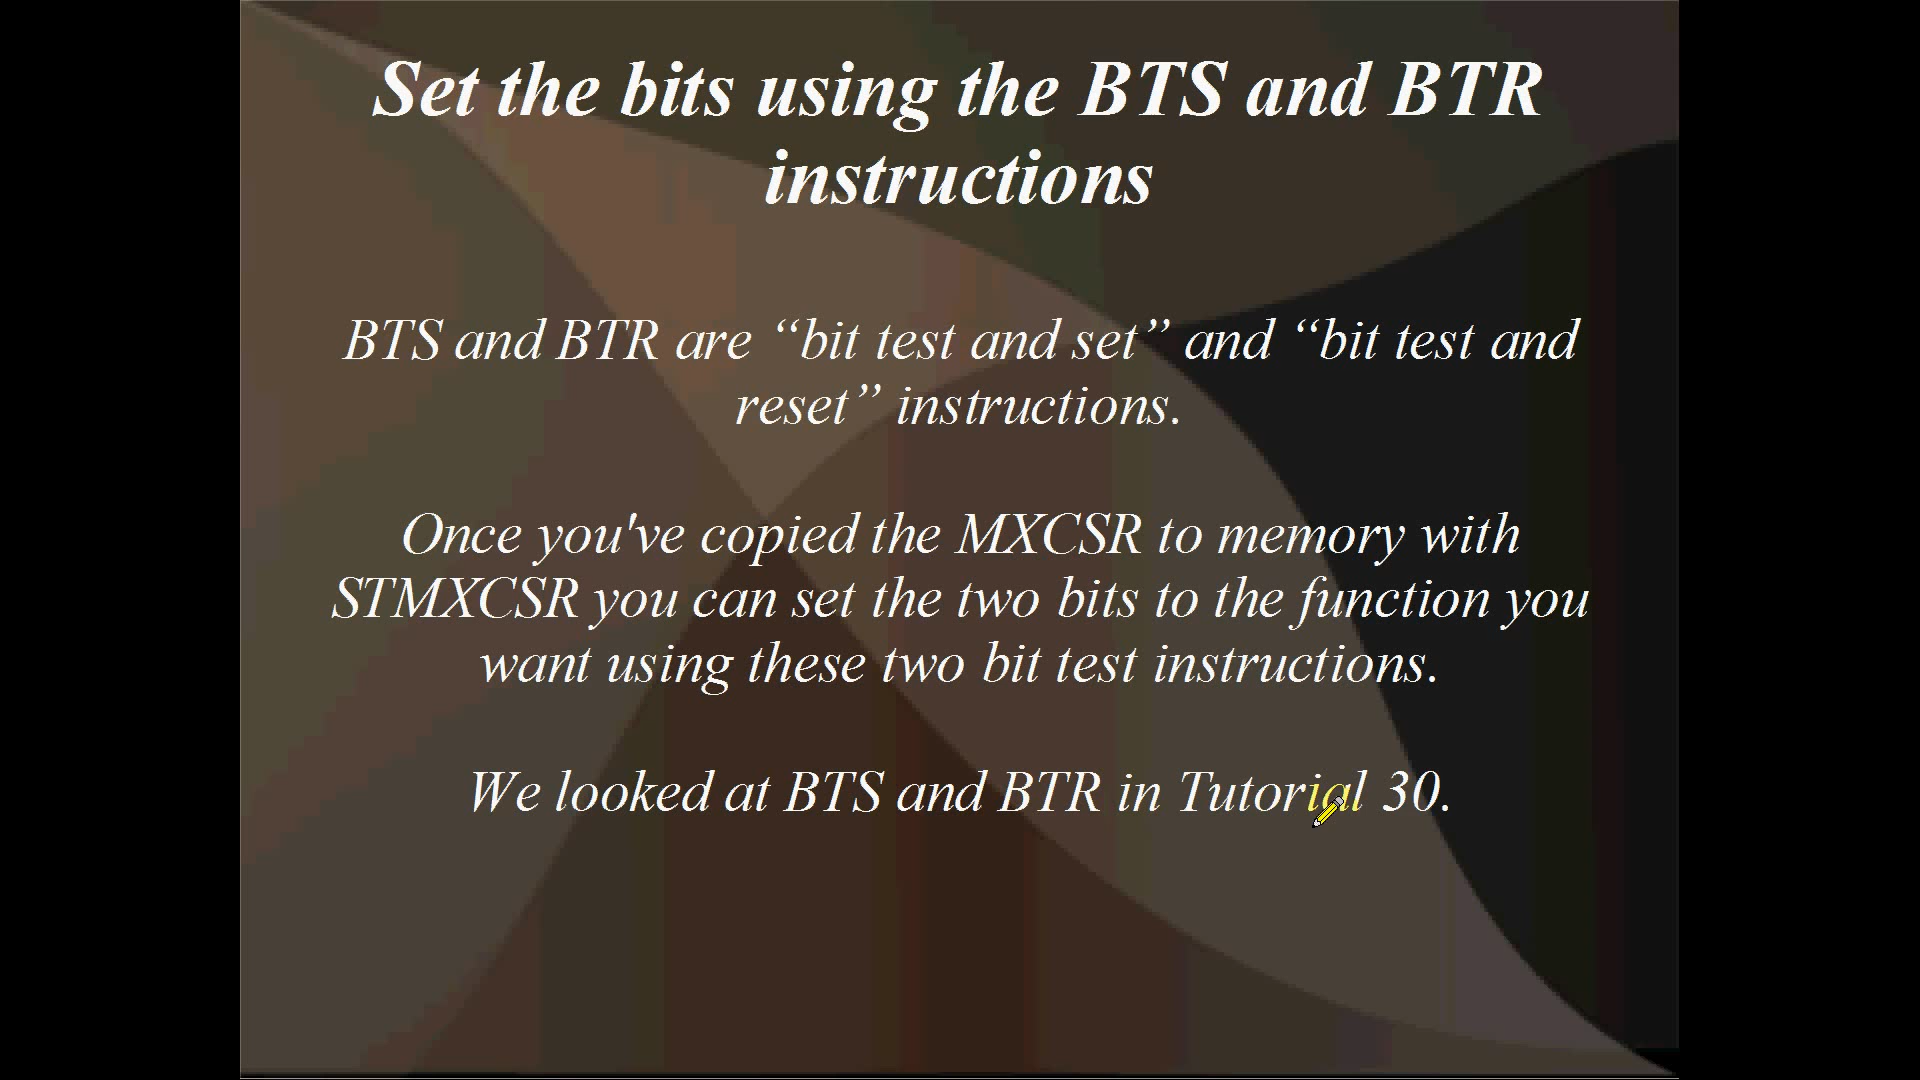 Set the bits using the BTS and BTR
instructions
BTS and BTR are “bit test and set” and “bit test and
reset” instructions.
Once you've copied the MXCSR to memory with
STMXCSR you can set the two bits to the function you
want using these two bit test instructions.
We looked at BTS and BTR in Tutorial 30.